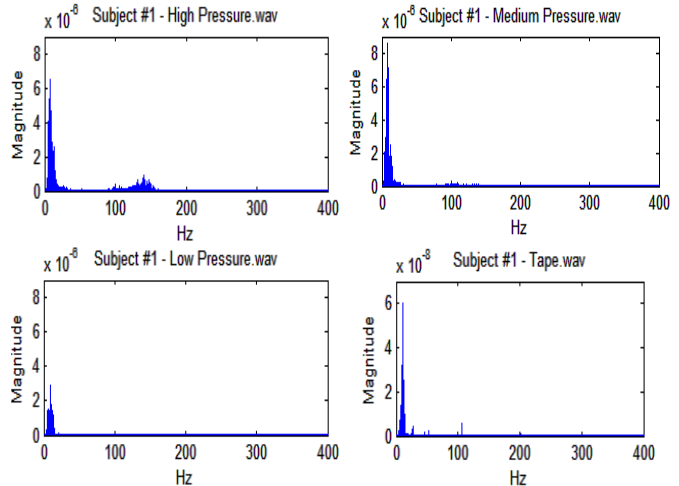 x 10⁻⁶ Subject #1 - High Pressure.wav
8
6
4
2
0
Magnitude
0 100 200 300 400
Hz
x 10⁻⁶ Subject #1 - Medium Pressure.wav
8
6
4
2
0
Magnitude
0 100 200 300 400
Hz
x 10⁻⁶ Subject #1 - Low Pressure.wav
8
6
4
2
0
Magnitude
0 100 200 300 400
Hz
x 10⁻⁸ Subject #1 - Tape.wav
6
4
2
0
Magnitude
0 100 200 300 400
Hz